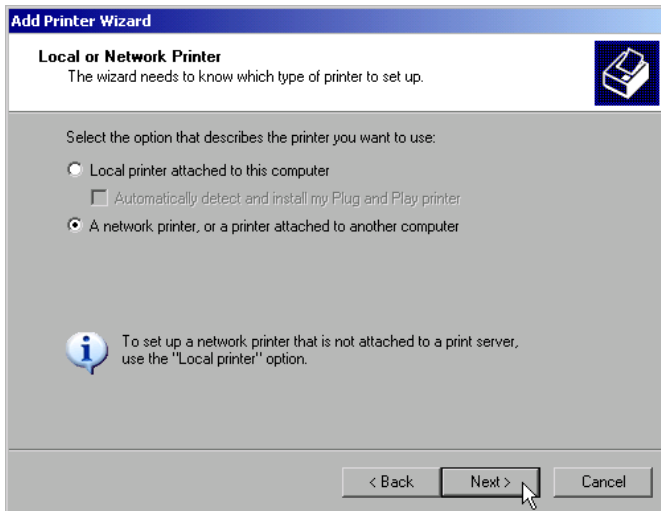 Add Printer Wizard
Local or Network Printer
The wizard needs to know which type of printer to set up.
Select the option that describes the printer you want to use:
Local printer attached to this computer
Automatically detect and install my Plug and Play printer
A network printer, or a printer attached to another computer
To set up a network printer that is not attached to a print server,
use the "Local printer" option.
< Back
Next >
Cancel